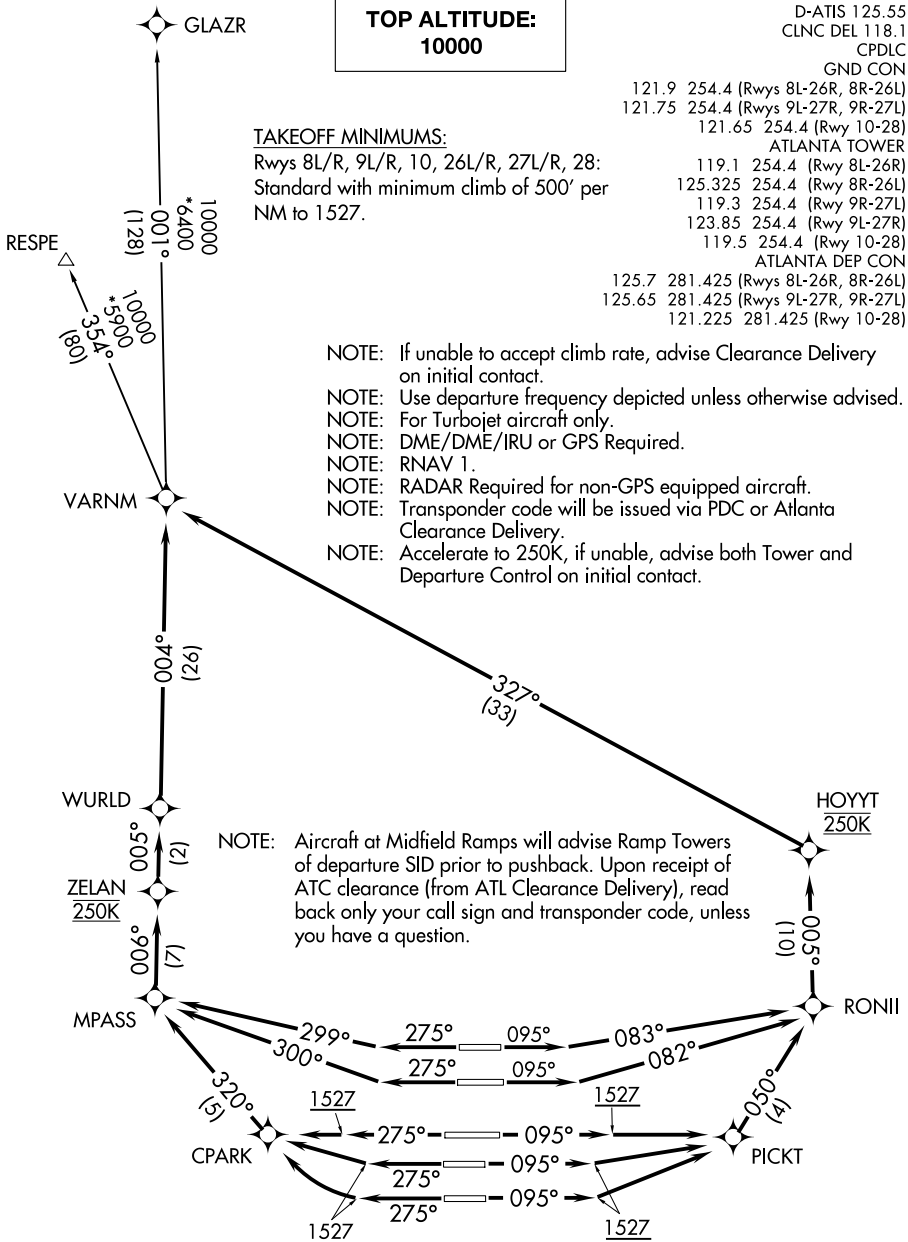 GLAZR
TOP ALTITUDE:
10000
D-ATIS 125.55
CLNC DEL 118.1
CPDLC
GND CON
121.9 254.4 (Rwys 8L-26R, 8R-26L)
121.75 254.4 (Rwys 9L-27R, 9R-27L)
121.65 254.4 (Rwy 10-28)
ATLANTA TOWER
119.1 254.4 (Rwy 8L-26R)
125.325 254.4 (Rwy 8R-26L)
119.3 254.4 (Rwy 9R-27L)
123.85 254.4 (Rwy 9L-27R)
119.5 254.4 (Rwy 10-28)
ATLANTA DEP CON
125.7 281.425 (Rwys 8L-26R, 8R-26L)
125.65 281.425 (Rwys 9L-27R, 9R-27L)
121.225 281.425 (Rwy 10-28)
TAKEOFF MINIMUMS:
Rwys 8L/R, 9L/R, 10, 26L/R, 27L/R, 28:
Standard with minimum climb of 500' per
NM to 1527.
10000
*6400
001°
(128)
RESPE
10000
*5900
354°
(80)
NOTE: If unable to accept climb rate, advise Clearance Delivery
on initial contact.
NOTE: Use departure frequency depicted unless otherwise advised.
NOTE: For Turbojet aircraft only.
NOTE: DME/DME/IRU or GPS Required.
NOTE: RNAV 1.
NOTE: RADAR Required for non-GPS equipped aircraft.
NOTE: Transponder code will be issued via PDC or Atlanta
Clearance Delivery.
NOTE: Accelerate to 250K, if unable, advise both Tower and
Departure Control on initial contact.
VARNM
004°
(26)
327°
(33)
WURLD
HOYYT
250K
005°
(2)
ZELAN
250K
NOTE: Aircraft at Midfield Ramps will advise Ramp Towers
of departure SID prior to pushback. Upon receipt of
ATC clearance (from ATL Clearance Delivery), read
back only your call sign and transponder code, unless
you have a question.
005°
(10)
006°
(7)
MPASS
RONII
299°
275°
095°
083°
300°
275°
095°
082°
320°
(5)
1527
1527
050°
(4)
275°
095°
CPARK
PICKT
275°
095°
275°
095°
1527
1527